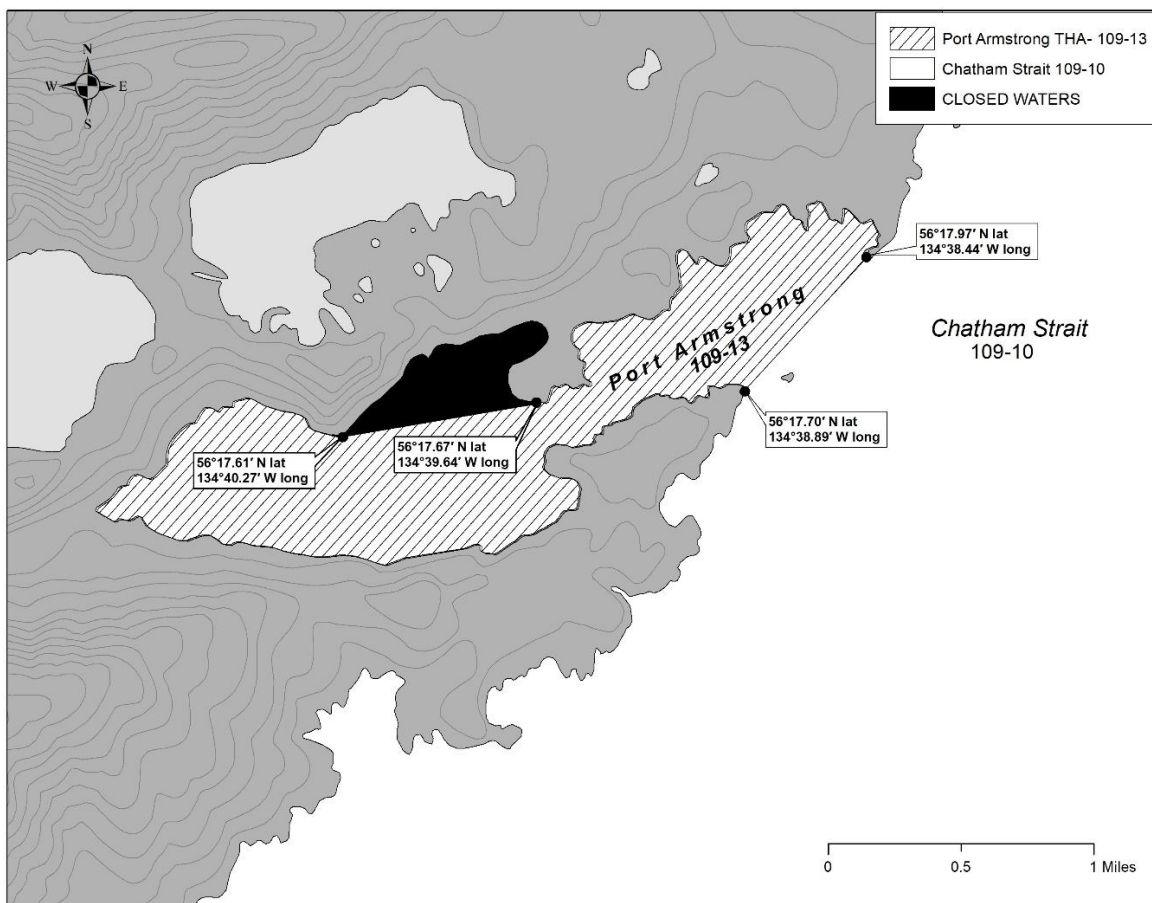 N
W E
S
Port Armstrong THA- 109-13
Chatham Strait 109-10
CLOSED WATERS
56°17.97′ N lat
134°38.44′ W long
Chatham Strait
109-10
Port Armstrong
109-13
56°17.70′ N lat
134°38.89′ W long
56°17.67′ N lat
134°39.64′ W long
56°17.61′ N lat
134°40.27′ W long
0 0.5 1 Miles